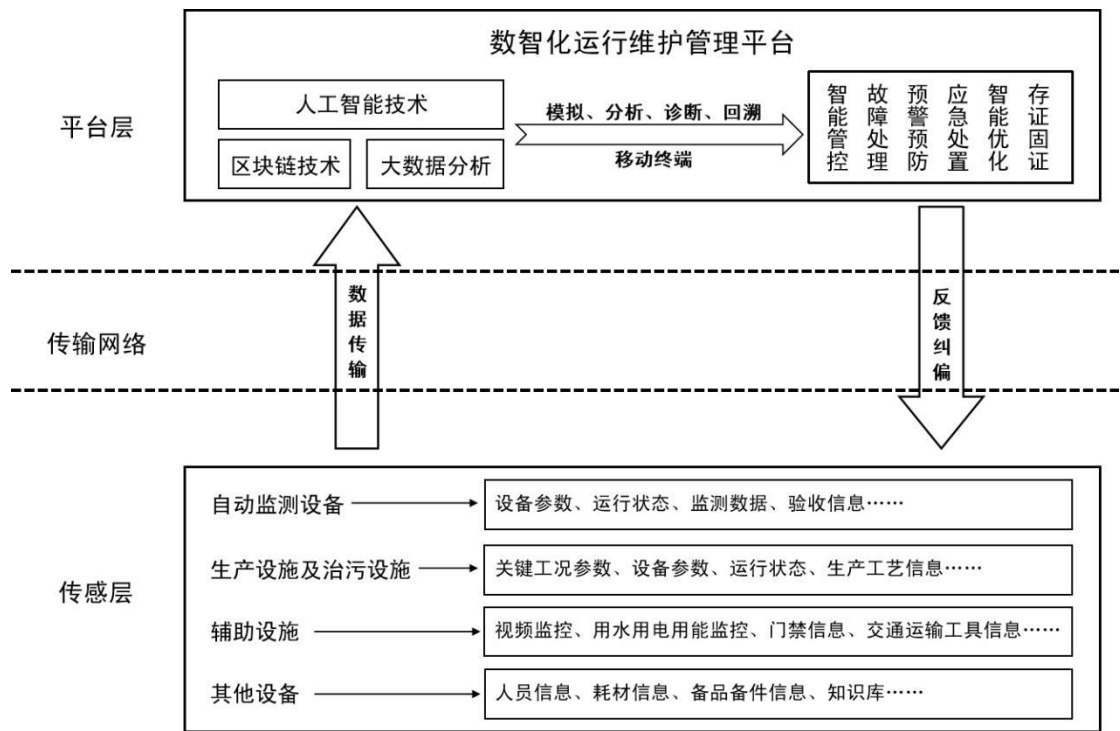 数智化运行维护管理平台
平台层
人工智能技术
区块链技术
大数据分析
模拟、分析、诊断、回溯
移动终端
智能管控
故障处理
预警预防
应急处置
智能优化
存证固证
传输网络
数据传输
反馈纠偏
传感层
自动监测设备
设备参数、运行状态、监测数据、验收信息……
生产设施及治污设施
关键工况参数、设备参数、运行状态、生产工艺信息……
辅助设施
视频监控、用水用电用能监控、门禁信息、交通运输工具信息……
其他设备
人员信息、耗材信息、备品备件信息、知识库……